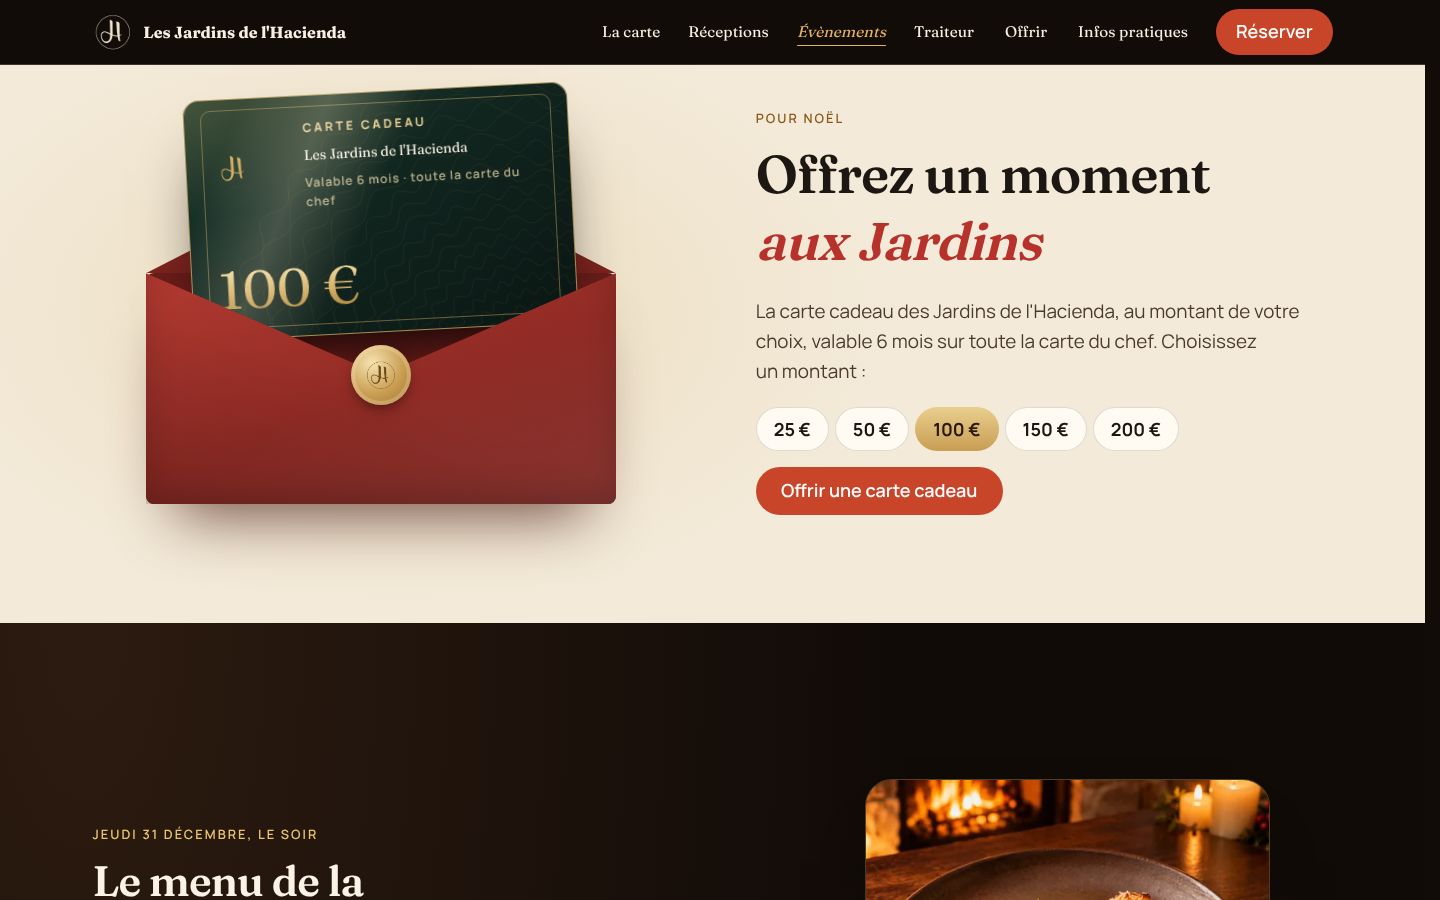 Les Jardins de l'Hacienda
La carte
Réceptions
Évènements
Traiteur
Offrir
Infos pratiques
Réserver
CARTE CADEAU
Les Jardins de l'Hacienda
Valable 6 mois · toute la carte du
chef
100 €
POUR NOËL
Offrez un moment
aux Jardins
La carte cadeau des Jardins de l'Hacienda, au montant de votre
choix, valable 6 mois sur toute la carte du chef. Choisissez
un montant :
25 €
50 €
100 €
150 €
200 €
Offrir une carte cadeau
JEUDI 31 DÉCEMBRE, LE SOIR
Le menu de la